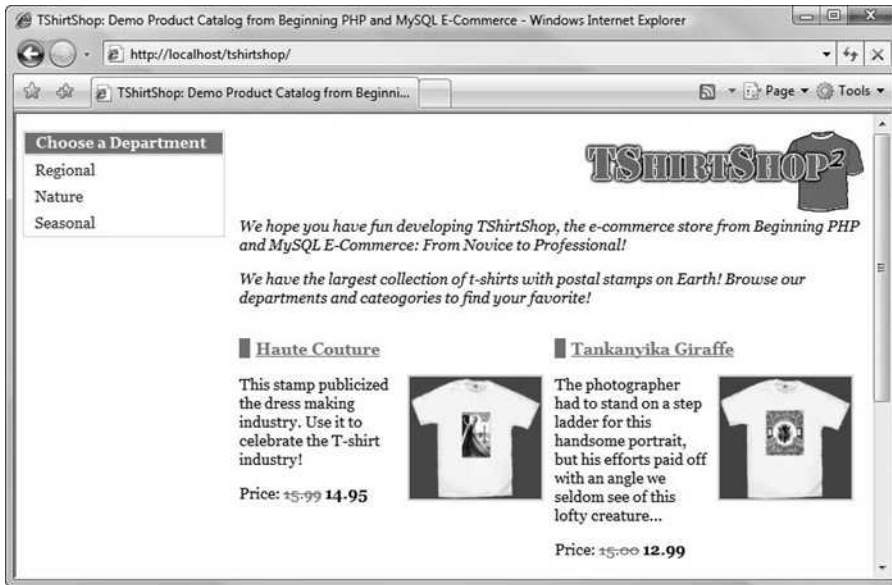 TShirtShop: Demo Product Catalog from Beginning PHP and MySQL E-Commerce - Windows Internet Explorer
http://localhost/tshirtshop/
TShirtShop: Demo Product Catalog from Beginni...
Page
Tools
Choose a Department
Regional
Nature
Seasonal
TShirtShop²
We hope you have fun developing TShirtShop, the e-commerce store from Beginning PHP
and MySQL E-Commerce: From Novice to Professional!
We have the largest collection of t-shirts with postal stamps on Earth! Browse our
departments and cateogories to find your favorite!
Haute Couture
This stamp publicized
the dress making
industry. Use it to
celebrate the T-shirt
industry!
Price: 15.99 14.95
Tankanyika Giraffe
The photographer
had to stand on a step
ladder for this
handsome portrait,
but his efforts paid off
with an angle we
seldom see of this
lofty creature...
Price: 15.00 12.99